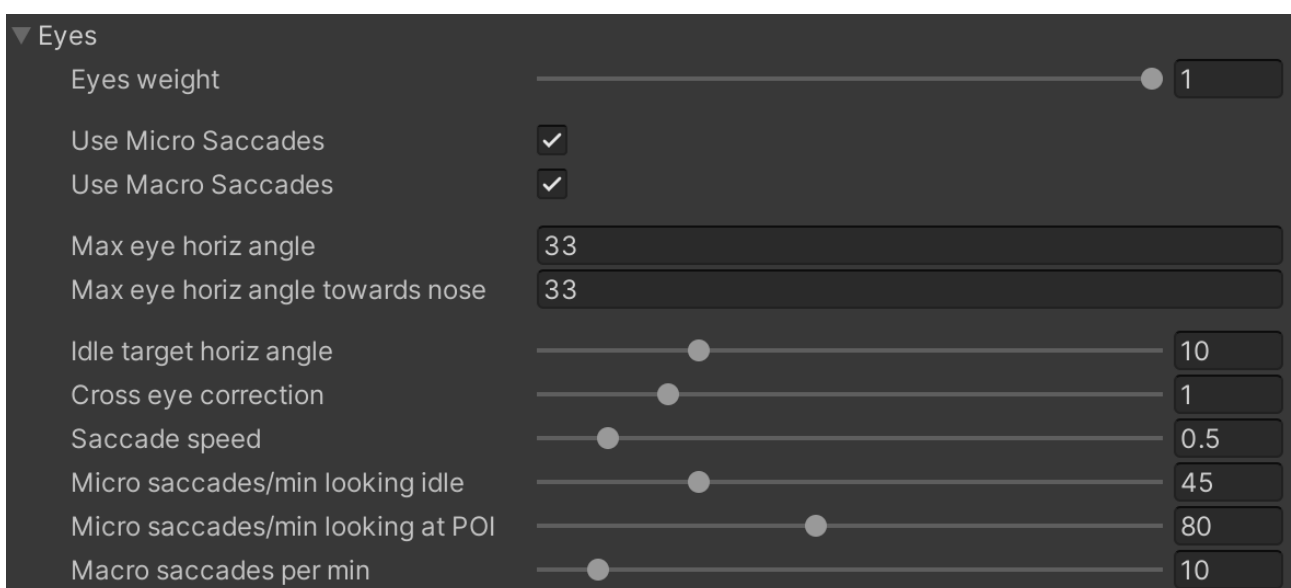 Eyes
Eyes weight 1
Use Micro Saccades
Use Macro Saccades
Max eye horiz angle 33
Max eye horiz angle towards nose 33
Idle target horiz angle 10
Cross eye correction 1
Saccade speed 0.5
Micro saccades/min looking idle 45
Micro saccades/min looking at POI 80
Macro saccades per min 10